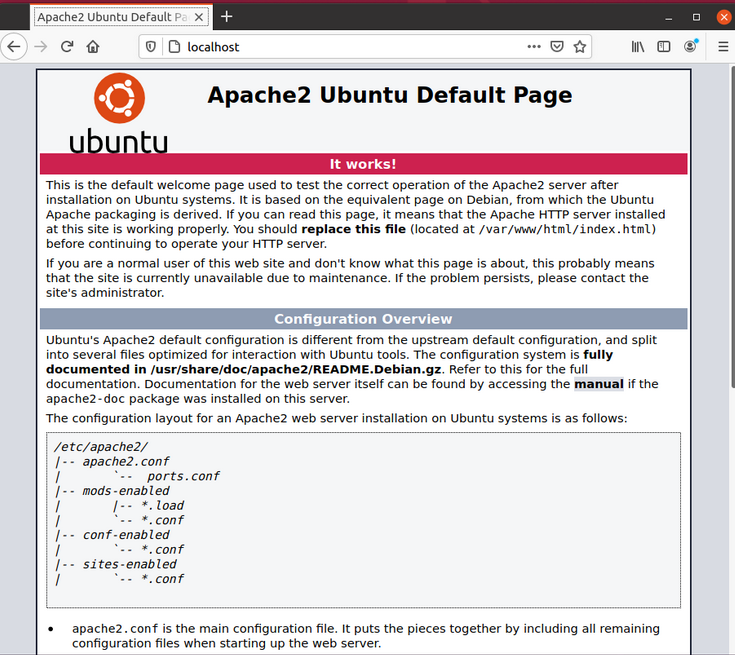 Apache2 Ubuntu Default Pa
localhost
ubuntu
Apache2 Ubuntu Default Page
It works!
This is the default welcome page used to test the correct operation of the Apache2 server after
installation on Ubuntu systems. It is based on the equivalent page on Debian, from which the Ubuntu
Apache packaging is derived. If you can read this page, it means that the Apache HTTP server installed
at this site is working properly. You should replace this file (located at /var/www/html/index.html)
before continuing to operate your HTTP server.
If you are a normal user of this web site and don't know what this page is about, this probably means
that the site is currently unavailable due to maintenance. If the problem persists, please contact the
site's administrator.
Configuration Overview
Ubuntu's Apache2 default configuration is different from the upstream default configuration, and split
into several files optimized for interaction with Ubuntu tools. The configuration system is fully
documented in /usr/share/doc/apache2/README.Debian.gz. Refer to this for the full
documentation. Documentation for the web server itself can be found by accessing the manual if the
apache2-doc package was installed on this server.
The configuration layout for an Apache2 web server installation on Ubuntu systems is as follows:
/etc/apache2/
|-- apache2.conf
|       `--  ports.conf
|-- mods-enabled
|       |-- *.load
|       `-- *.conf
|-- conf-enabled
|       `-- *.conf
|-- sites-enabled
|       `-- *.conf
• apache2.conf is the main configuration file. It puts the pieces together by including all remaining
configuration files when starting up the web server.